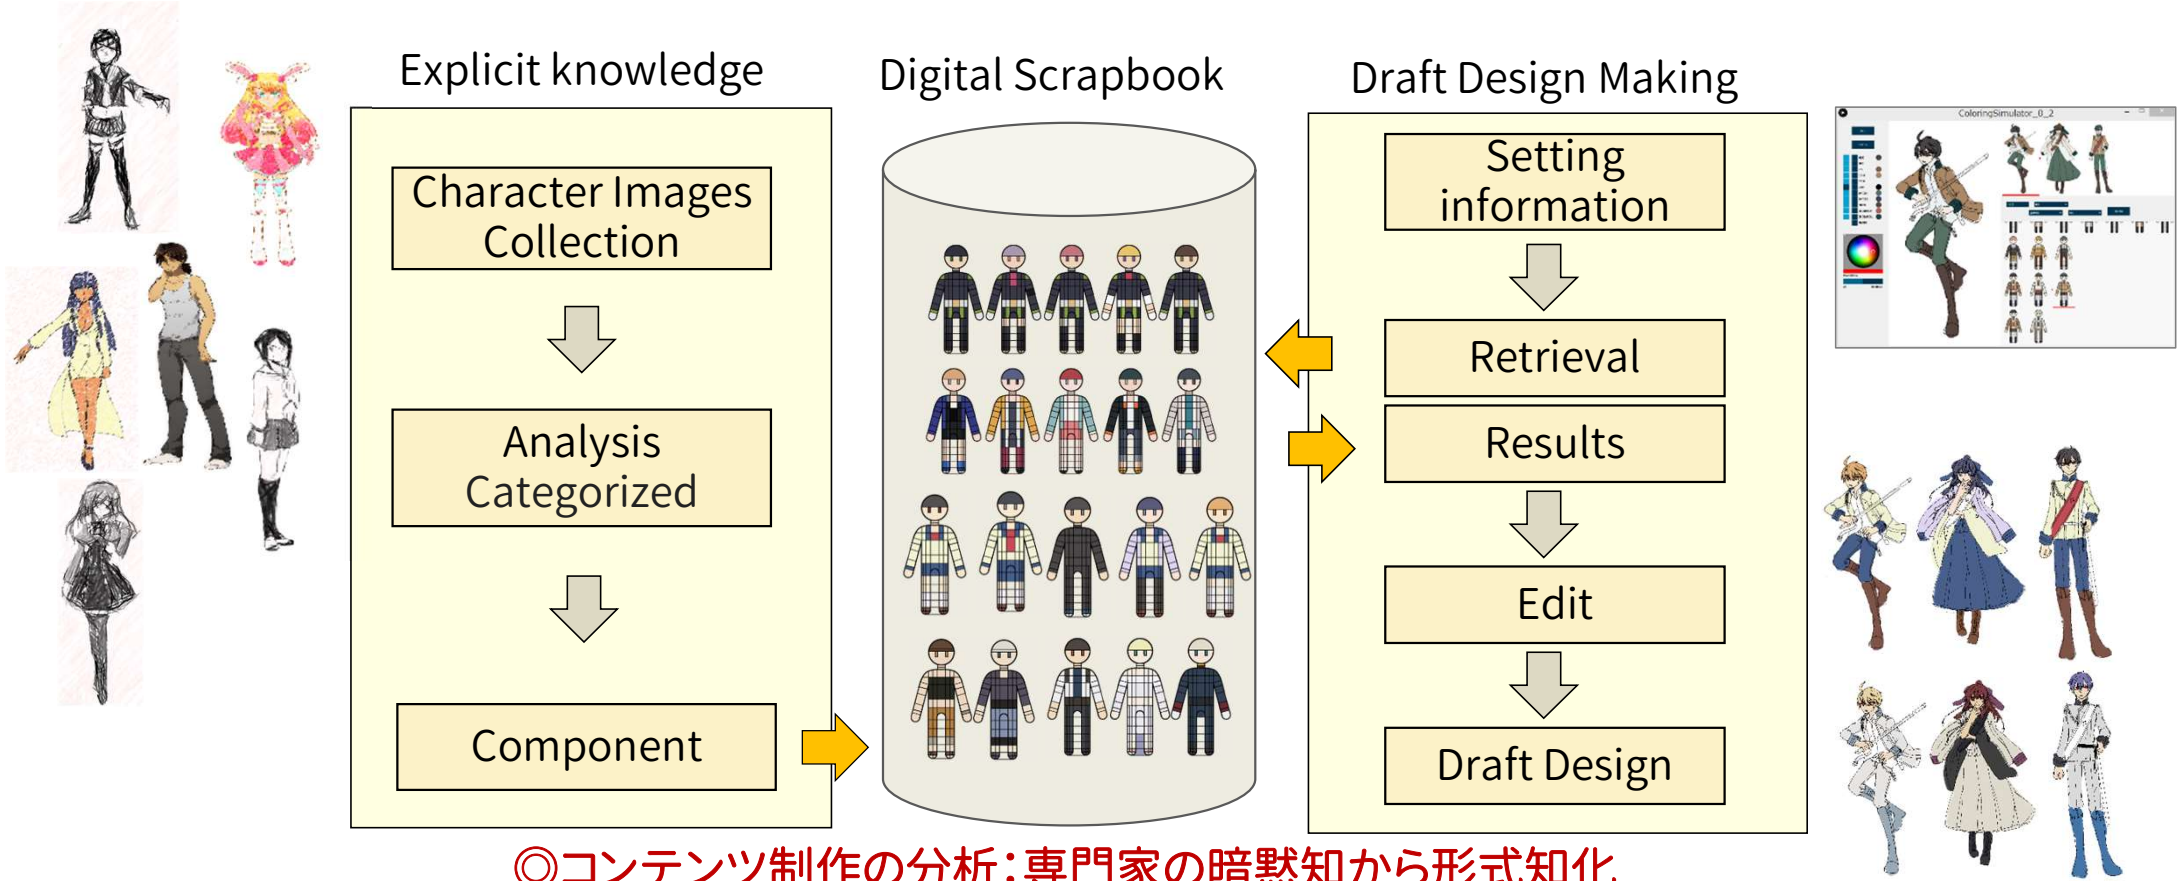 Explicit knowledge
Character Images
Collection
Analysis
Categorized
Component
Digital Scrapbook
Draft Design Making
Setting
information
Retrieval
Results
Edit
Draft Design
ColoringSimulator_0_2
◎コンテンツ制作の分析：専門家の暗黙知から形式知化